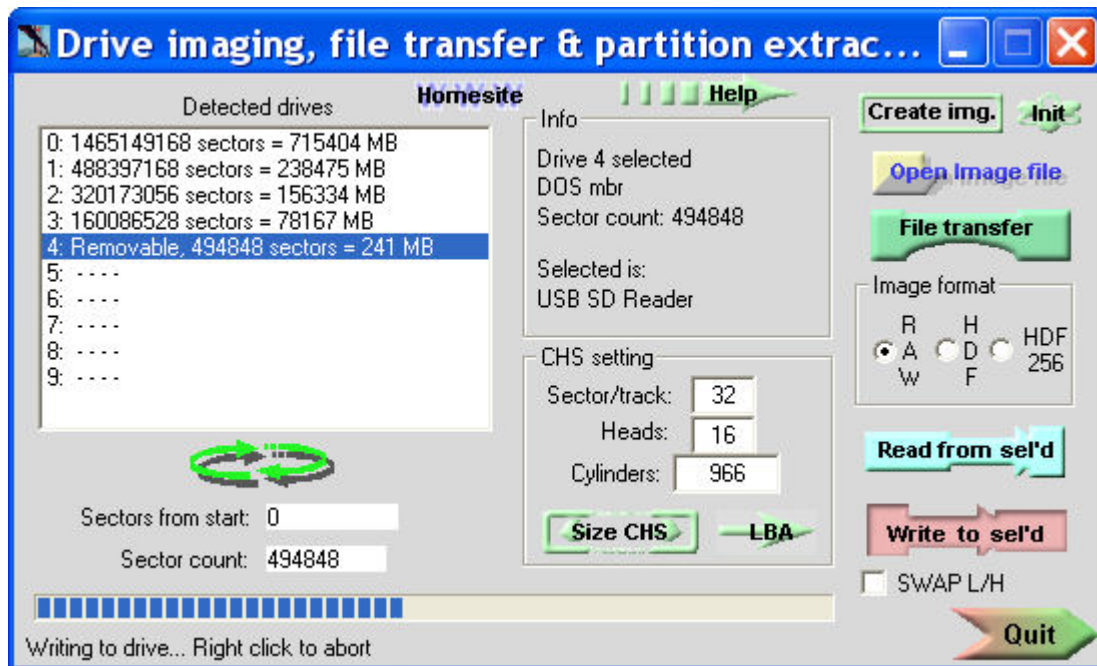 Drive imaging, file transfer & partition extrac...
Homesite
Help
Detected drives
0: 1465149168 sectors = 715404 MB
1: 488397168 sectors = 238475 MB
2: 320173056 sectors = 156334 MB
3: 160086528 sectors = 78167 MB
4: Removable, 494848 sectors = 241 MB
5: ----
6: ----
7: ----
8: ----
9: ----
Sectors from start: 0
Sector count: 494848
Info
Drive 4 selected
DOS mbr
Sector count: 494848
Selected is:
USB SD Reader
CHS setting
Sector/track: 32
Heads: 16
Cylinders: 966
Size CHS
LBA
Create img.
Init
Open Image file
File transfer
Image format
RAW
HDF
HDF 256
Read from sel'd
Write to sel'd
SWAP L/H
Quit
Writing to drive... Right click to abort